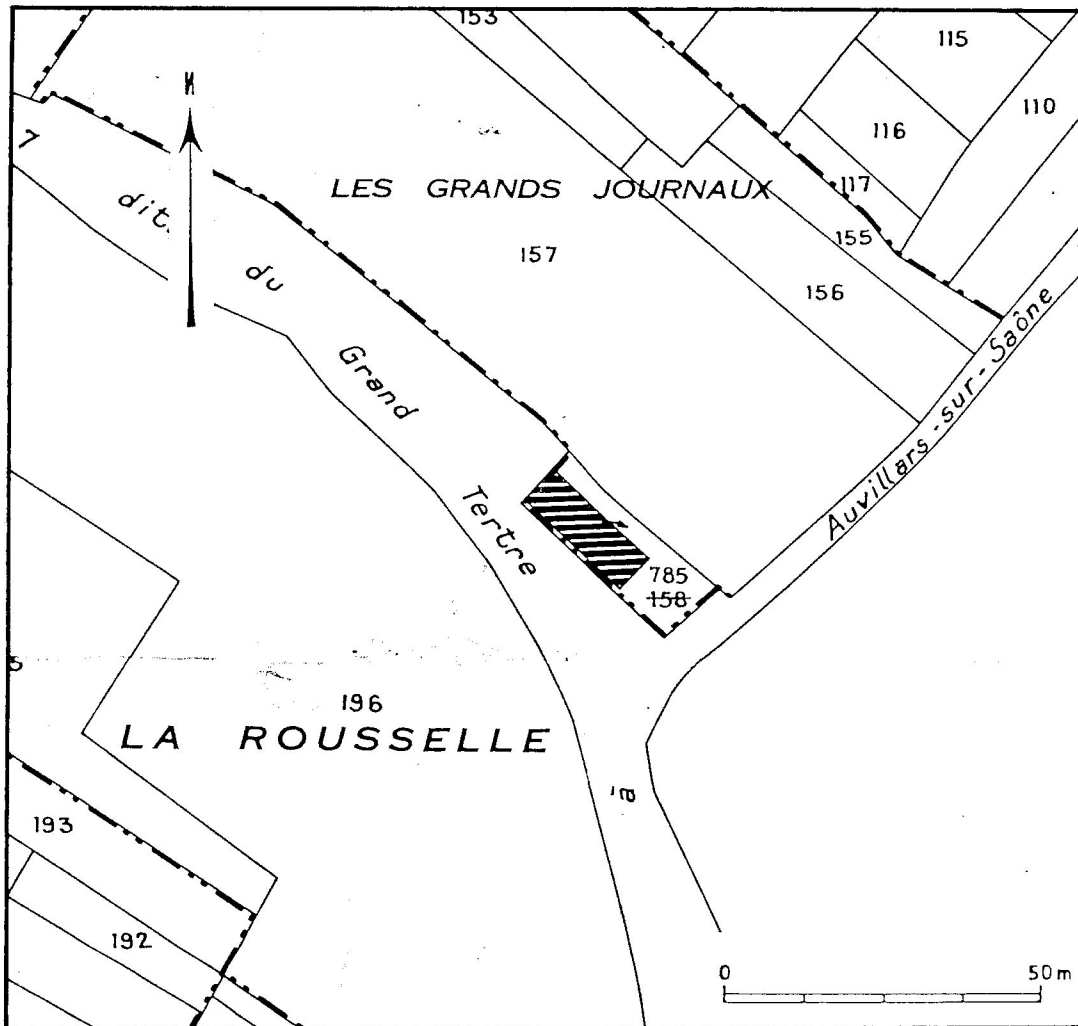 153
115
110
116
N
7
dit
LES GRANDS JOURNAUX
117
155
157
156
du
Grand
Auvillars-sur-Saône
Tertre
785
158
196
LA ROUSSELLE
à
193
192
0 50 m